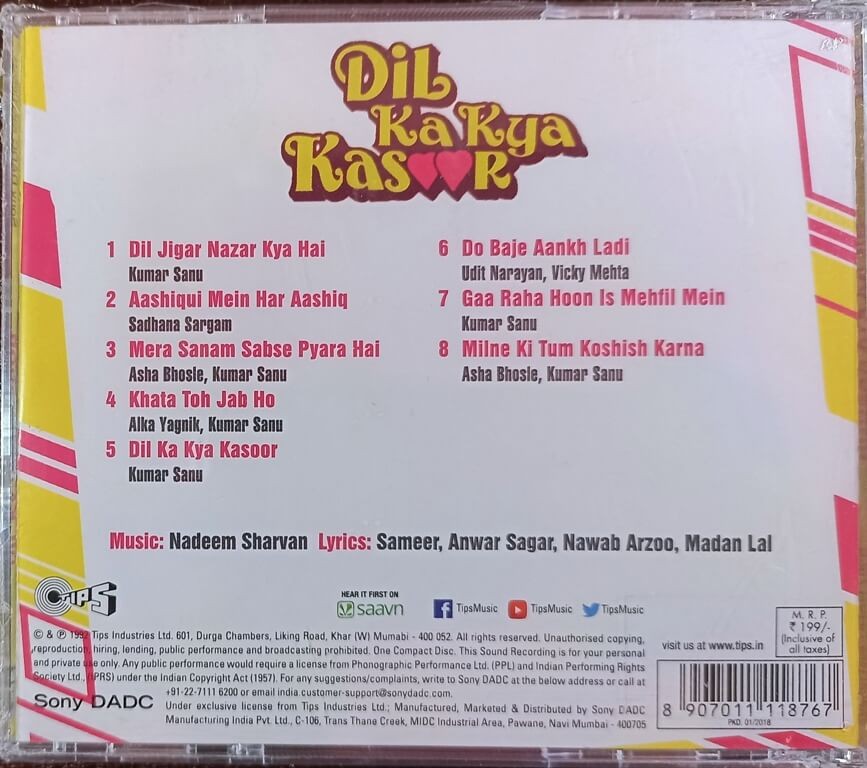 DiL
Ka Kya
KasooR
1 Dil Jigar Nazar Kya Hai
Kumar Sanu
2 Aashiqui Mein Har Aashiq
Sadhana Sargam
3 Mera Sanam Sabse Pyara Hai
Asha Bhosle, Kumar Sanu
4 Khata Toh Jab Ho
Alka Yagnik, Kumar Sanu
5 Dil Ka Kya Kasoor
Kumar Sanu
6 Do Baje Aankh Ladi
Udit Narayan, Vicky Mehta
7 Gaa Raha Hoon Is Mehfil Mein
Kumar Sanu
8 Milne Ki Tum Koshish Karna
Asha Bhosle, Kumar Sanu
Music: Nadeem Sharvan Lyrics: Sameer, Anwar Sagar, Nawab Arzoo, Madan Lal
TIPS
HEAR IT FIRST ON
saavn
TipsMusic
TipsMusic
TipsMusic
© & ℗ 1992 Tips Industries Ltd. 601, Durga Chambers, Liking Road, Khar (W) Mumabi - 400 052. All rights reserved. Unauthorised copying,
reproduction, hiring, lending, public performance and broadcasting prohibited. One Compact Disc. This Sound Recording is for your personal
and private use only. Any public performance would require a license from Phonographic Performance Ltd. (PPL) and Indian Performing Rights
Society Ltd., (IPRS) under the Indian Copyright Act (1957). For any suggestions/complaints, write to Sony DADC at the below address or call at
+91-22-7111 6200 or email india.customer-support@sonydadc.com.
Sony DADC
Under exclusive license from Tips Industries Ltd.; Manufactured, Marketed & Distributed by Sony DADC
Manufacturing India Pvt. Ltd., C-106, Trans Thane Creek, MIDC Industrial Area, Pawane, Navi Mumbai - 400705
visit us at www.tips.in
M. R. P.
₹ 199/-
(Inclusive of
all taxes)
8 907011 118767
PKD. 01/2018